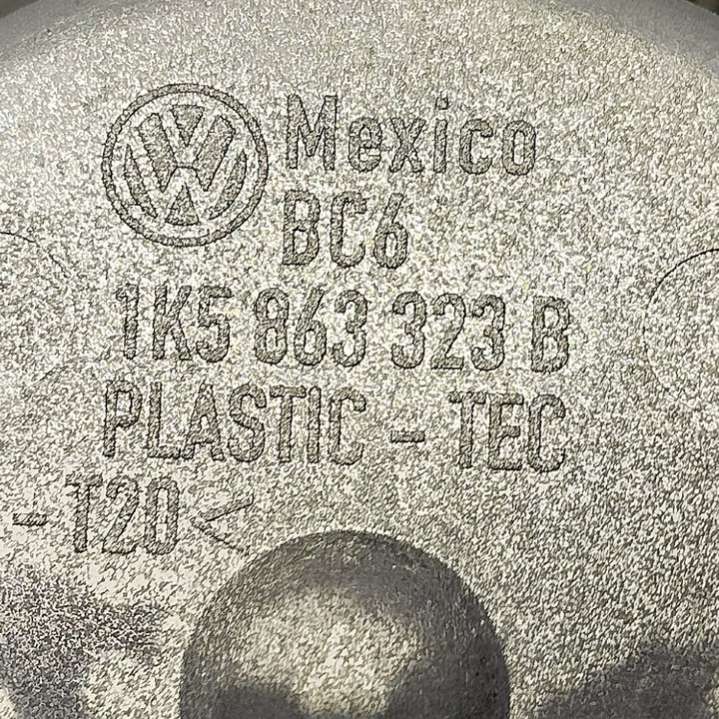 Mexico
BC6
1K5 863 323 B
PLASTIC - TEC
-T20<